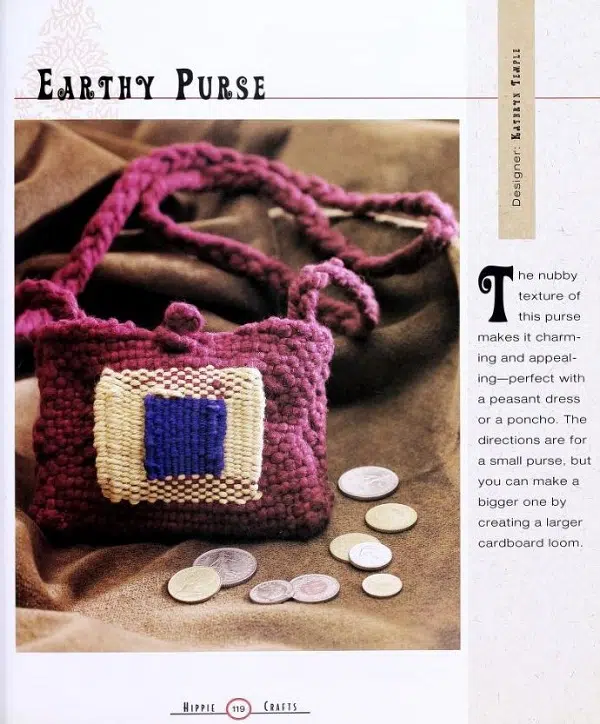 EARTHY PURSE
Designer: KATHRYN TEMPLE
The nubby
texture of
this purse
makes it charm-
ing and appeal-
ing—perfect with
a peasant dress
or a poncho. The
directions are for
a small purse, but
you can make a
bigger one by
creating a larger
cardboard loom.
HIPPIE 119 CRAFTS